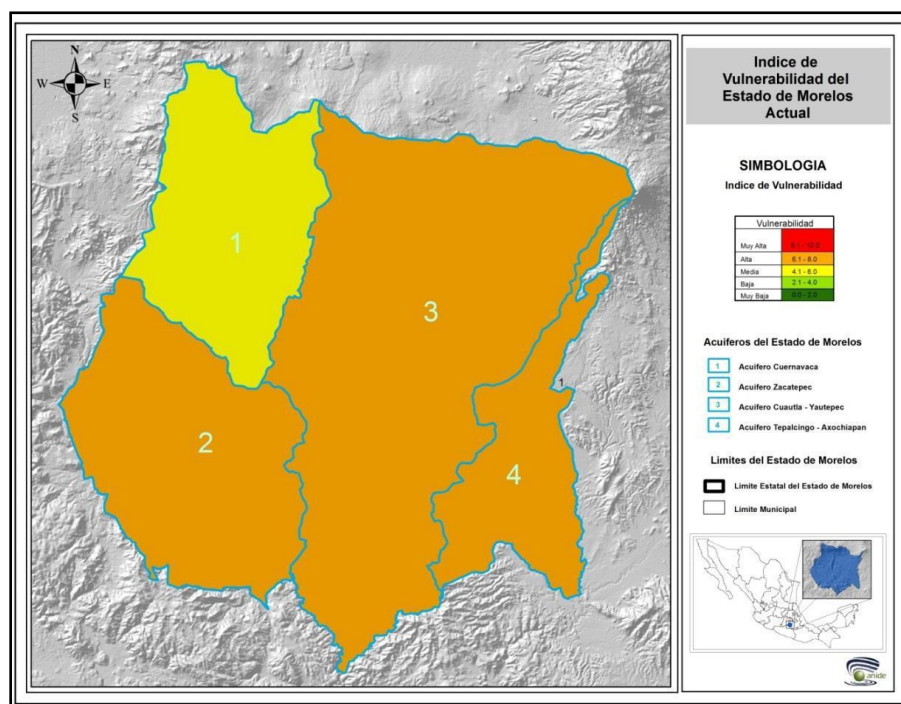 N
W
E
S
1
2
3
4
1
Indice de
Vulnerabilidad del
Estado de Morelos
Actual
SIMBOLOGIA
Indice de Vulnerabilidad
Vulnerabilidad
Muy Alta 8.1 - 10.0
Alta 6.1 - 8.0
Media 4.1 - 6.0
Baja 2.1 - 4.0
Muy Baja 0.0 - 2.0
Acuiferos del Estado de Morelos
1 Acuifero Cuernavaca
2 Acuifero Zacatepec
3 Acuifero Cuautla - Yautepec
4 Acuifero Tepalcingo - Axochiapan
Limites del Estado de Morelos
Limite Estatal del Estado de Morelos
Limite Municipal
anide